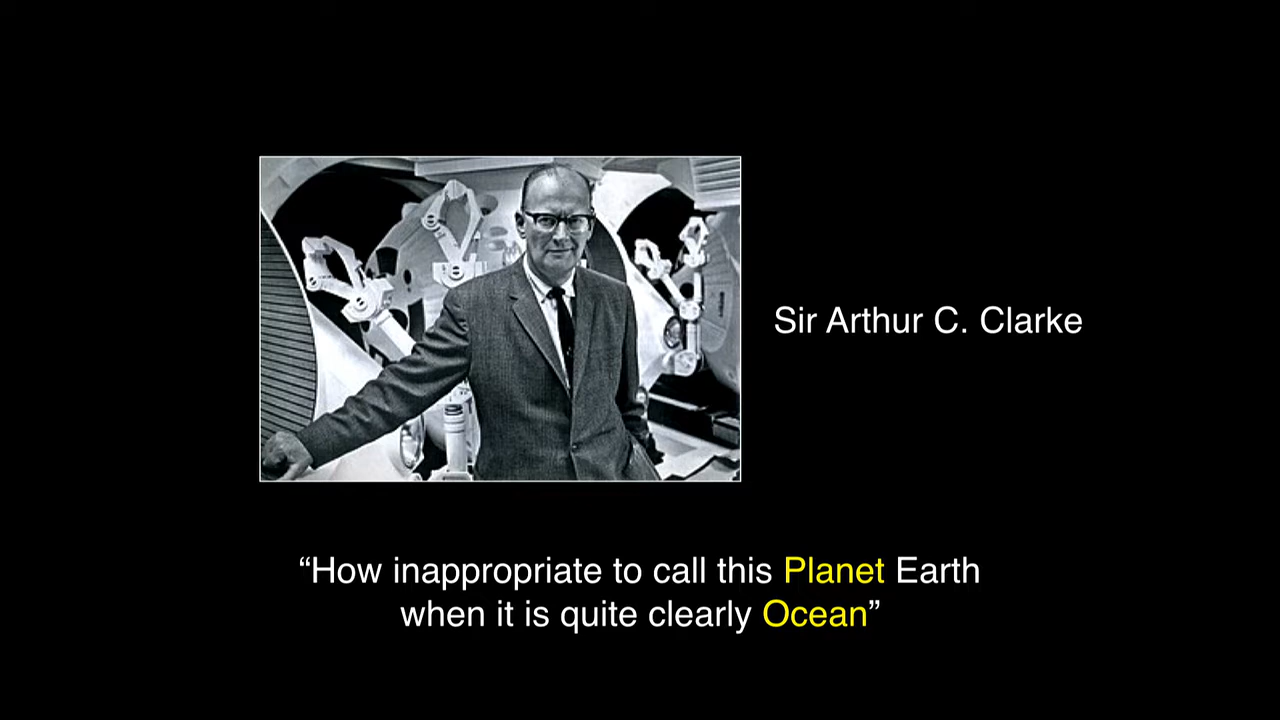 Sir Arthur C. Clarke
“How inappropriate to call this Planet Earth
when it is quite clearly Ocean”